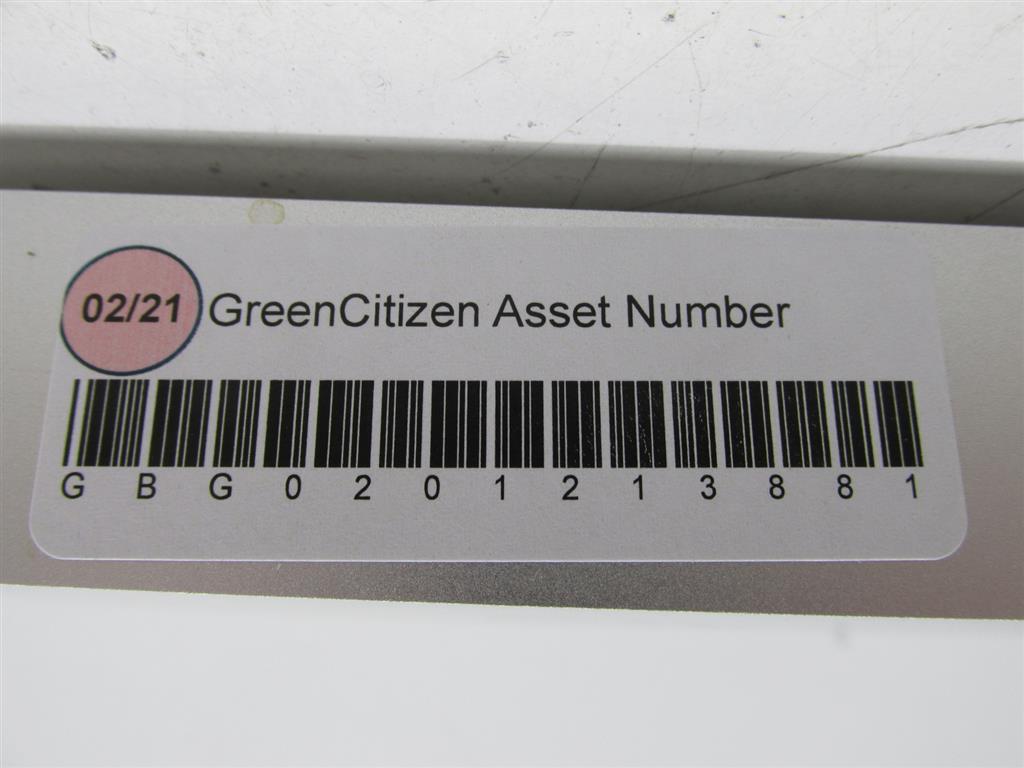 02/21 GreenCitizen Asset Number
G B G 0 2 0 1 2 1 3 8 8 1